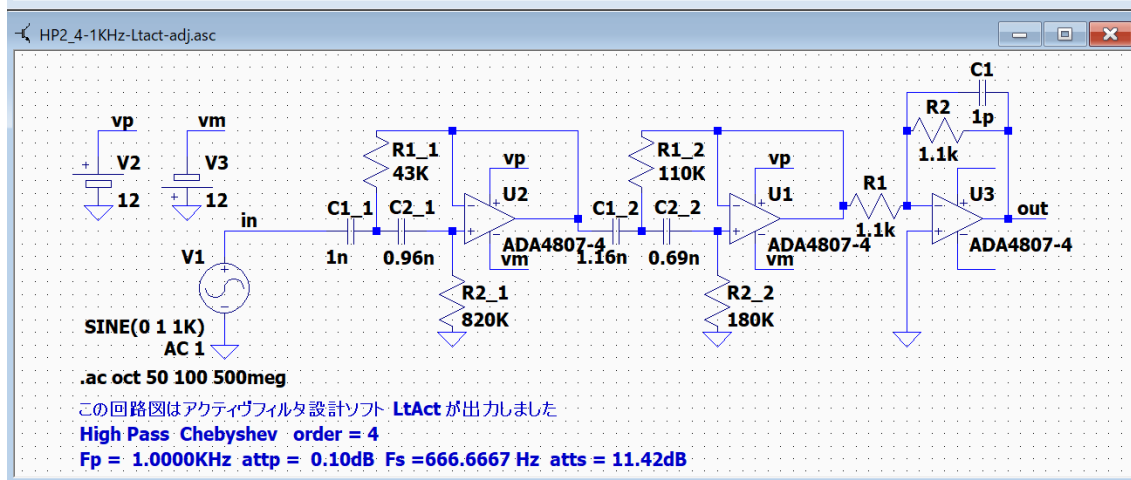 HP2_4-1KHz-Ltact-adj.asc
vp
vm
V2
12
V3
12
in
V1
SINE(0 1 1K)
AC 1
C1_1
1n
R1_1
43K
C2_1
0.96n
R2_1
820K
vp
U2
ADA4807-4
vm
C1_2
1.16n
R1_2
110K
C2_2
0.69n
R2_2
180K
vp
U1
ADA4807-4
vm
R1
1.1k
C1
1p
R2
1.1k
U3
ADA4807-4
out
.ac oct 50 100 500meg
この回路図はアクティヴフィルタ設計ソフト LtAct が出力しました
High Pass Chebyshev order = 4
Fp = 1.0000KHz attp = 0.10dB Fs =666.6667 Hz atts = 11.42dB